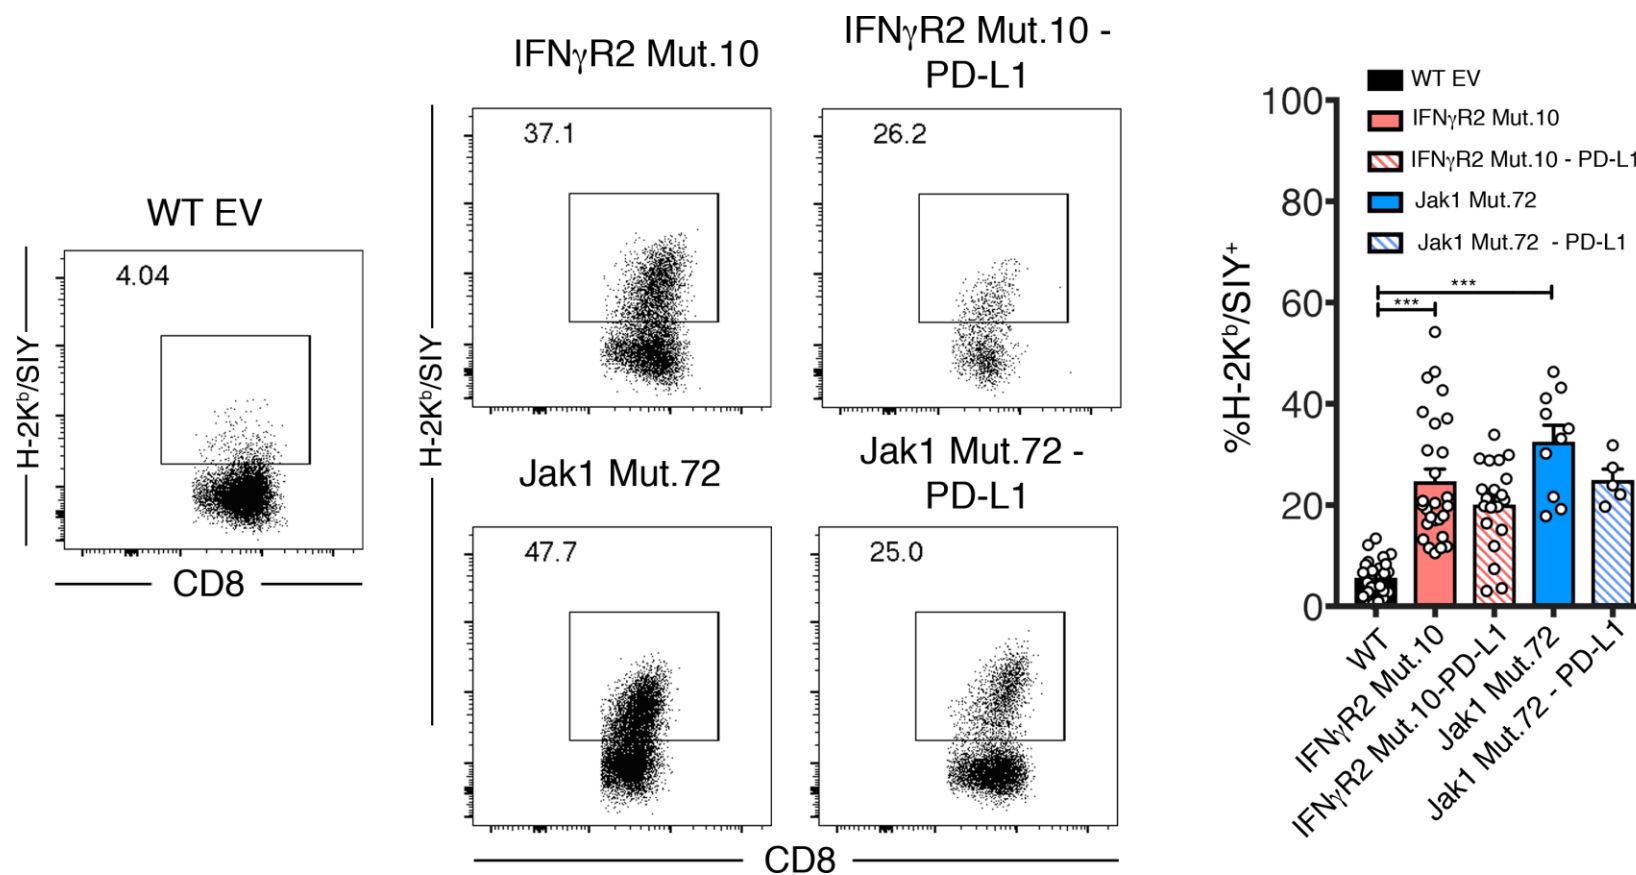 WT EV
4.04
H-2Kᵇ/SIY
CD8
IFNγR2 Mut.10
37.1
IFNγR2 Mut.10 -
PD-L1
26.2
H-2Kᵇ/SIY
Jak1 Mut.72
47.7
Jak1 Mut.72 -
PD-L1
25.0
CD8
WT EV
IFNγR2 Mut.10
IFNγR2 Mut.10 - PD-L1
Jak1 Mut.72
Jak1 Mut.72 - PD-L1
%H-2Kᵇ/SIY⁺
100
80
60
40
20
0
***
***
WT
IFNγR2 Mut.10
IFNγR2 Mut.10-PD-L1
Jak1 Mut.72
Jak1 Mut.72 - PD-L1